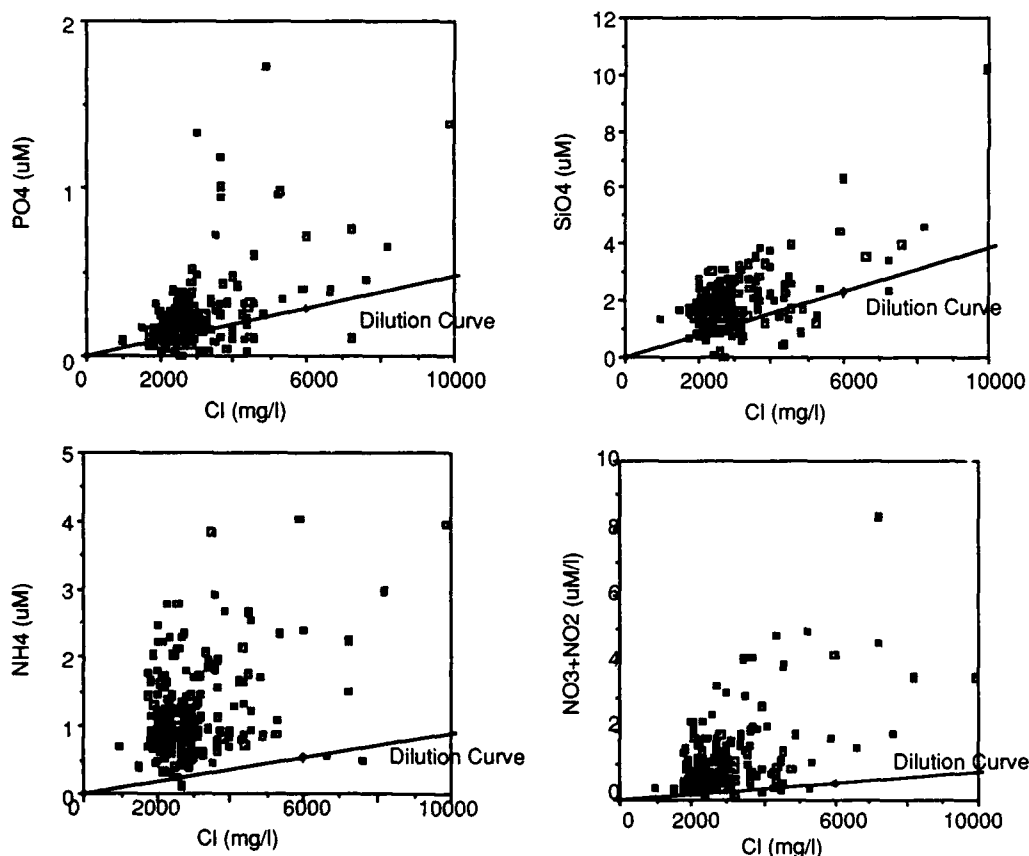 2
1
0
PO4 (uM)
Dilution Curve
0 2000 6000 10000
Cl (mg/l)
12
10
8
6
4
2
0
SiO4 (uM)
Dilution Curve
0 2000 6000 10000
Cl (mg/l)
5
4
3
2
1
0
NH4 (uM)
Dilution Curve
0 2000 6000 10000
Cl (mg/l)
10
8
6
4
2
0
NO3+NO2 (uM/l)
Dilution Curve
0 2000 6000 10000
Cl (mg/l)